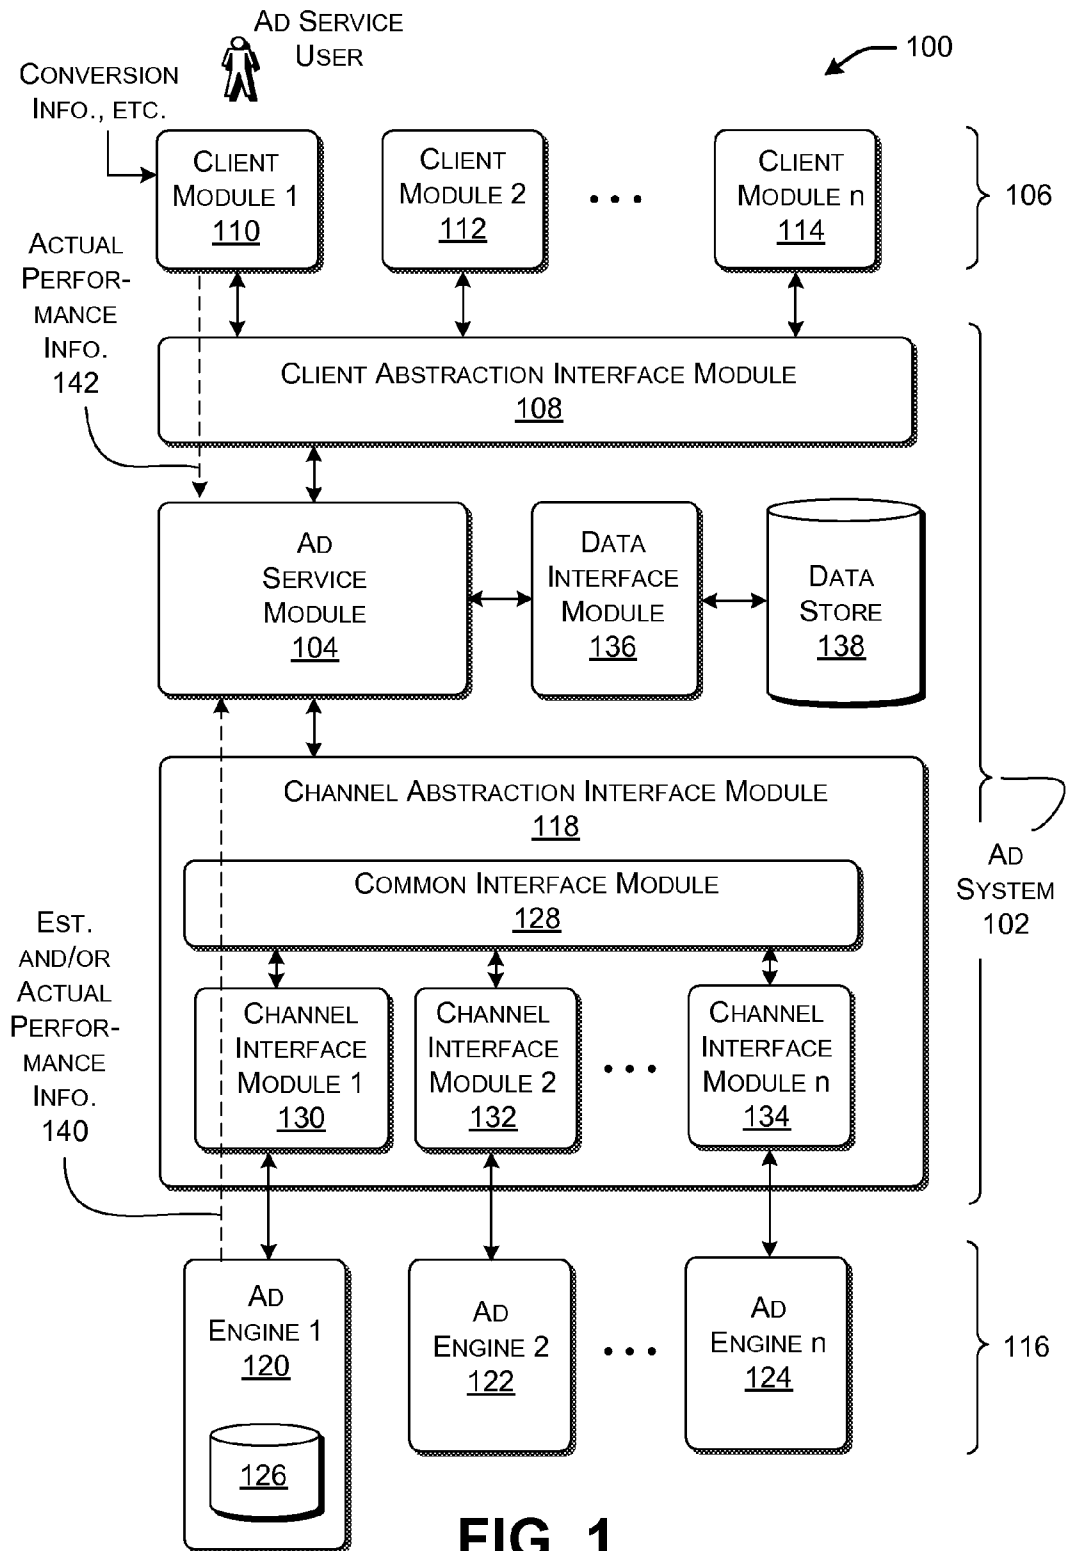 AD SERVICE
USER
100
CONVERSION
INFO., ETC.
CLIENT
MODULE 1
110
CLIENT
MODULE 2
112
CLIENT
MODULE n
114
106
ACTUAL
PERFOR-
MANCE
INFO.
142
CLIENT ABSTRACTION INTERFACE MODULE
108
AD
SERVICE
MODULE
104
DATA
INTERFACE
MODULE
136
DATA
STORE
138
CHANNEL ABSTRACTION INTERFACE MODULE
118
COMMON INTERFACE MODULE
128
AD
SYSTEM
102
EST.
AND/OR
ACTUAL
PERFOR-
MANCE
INFO.
140
CHANNEL
INTERFACE
MODULE 1
130
CHANNEL
INTERFACE
MODULE 2
132
CHANNEL
INTERFACE
MODULE n
134
AD
ENGINE 1
120
126
AD
ENGINE 2
122
AD
ENGINE n
124
116
FIG. 1